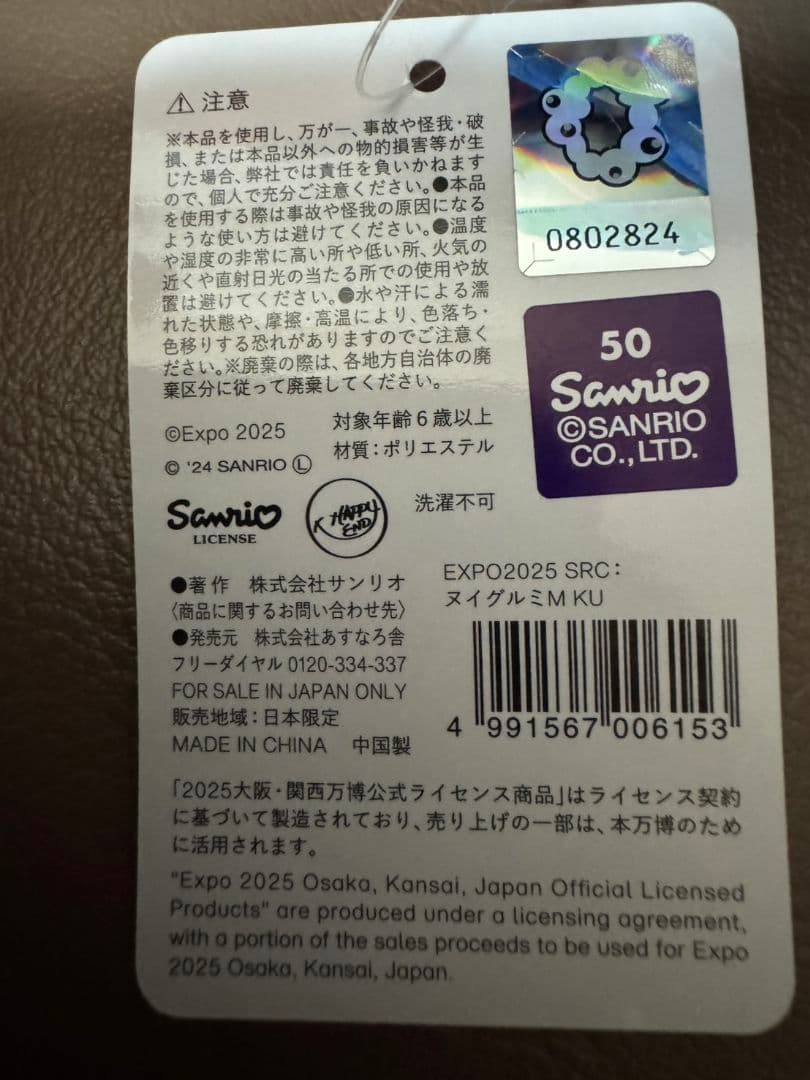 ⚠ 注意
※本品を使用し、万が一、事故や怪我・破
損、または本品以外への物的損害等が生
じた場合、弊社では責任を負いかねます
ので、個人で充分ご注意ください。●本品
を使用する際は事故や怪我の原因になる
ような使い方は避けてください。●温度
や湿度の非常に高い所や低い所、火気の
近くや直射日光の当たる所での使用や放
置は避けてください。●水や汗による濡
れた状態や、摩擦・高温により、色落ち・
色移りする恐れがありますのでご注意く
ださい。※廃棄の際は、各地方自治体の廃
棄区分に従って廃棄してください。
0802824
50
Sanrio
©SANRIO
CO.,LTD.
©Expo 2025
© '24 SANRIO Ⓛ
対象年齢6歳以上
材質：ポリエステル
Sanrio
LICENSE
K HAPPY
END
洗濯不可
●著作 株式会社サンリオ
〈商品に関するお問い合わせ先〉
●発売元 株式会社あすなろ舎
フリーダイヤル 0120-334-337
FOR SALE IN JAPAN ONLY
販売地域：日本限定
MADE IN CHINA 中国製
EXPO2025 SRC：
ヌイグルミM KU
4 991567 006153
「2025大阪・関西万博公式ライセンス商品」はライセンス契約
に基づいて製造されており、売り上げの一部は、本万博のため
に活用されます。
"Expo 2025 Osaka, Kansai, Japan Official Licensed
Products" are produced under a licensing agreement,
with a portion of the sales proceeds to be used for Expo
2025 Osaka, Kansai, Japan.